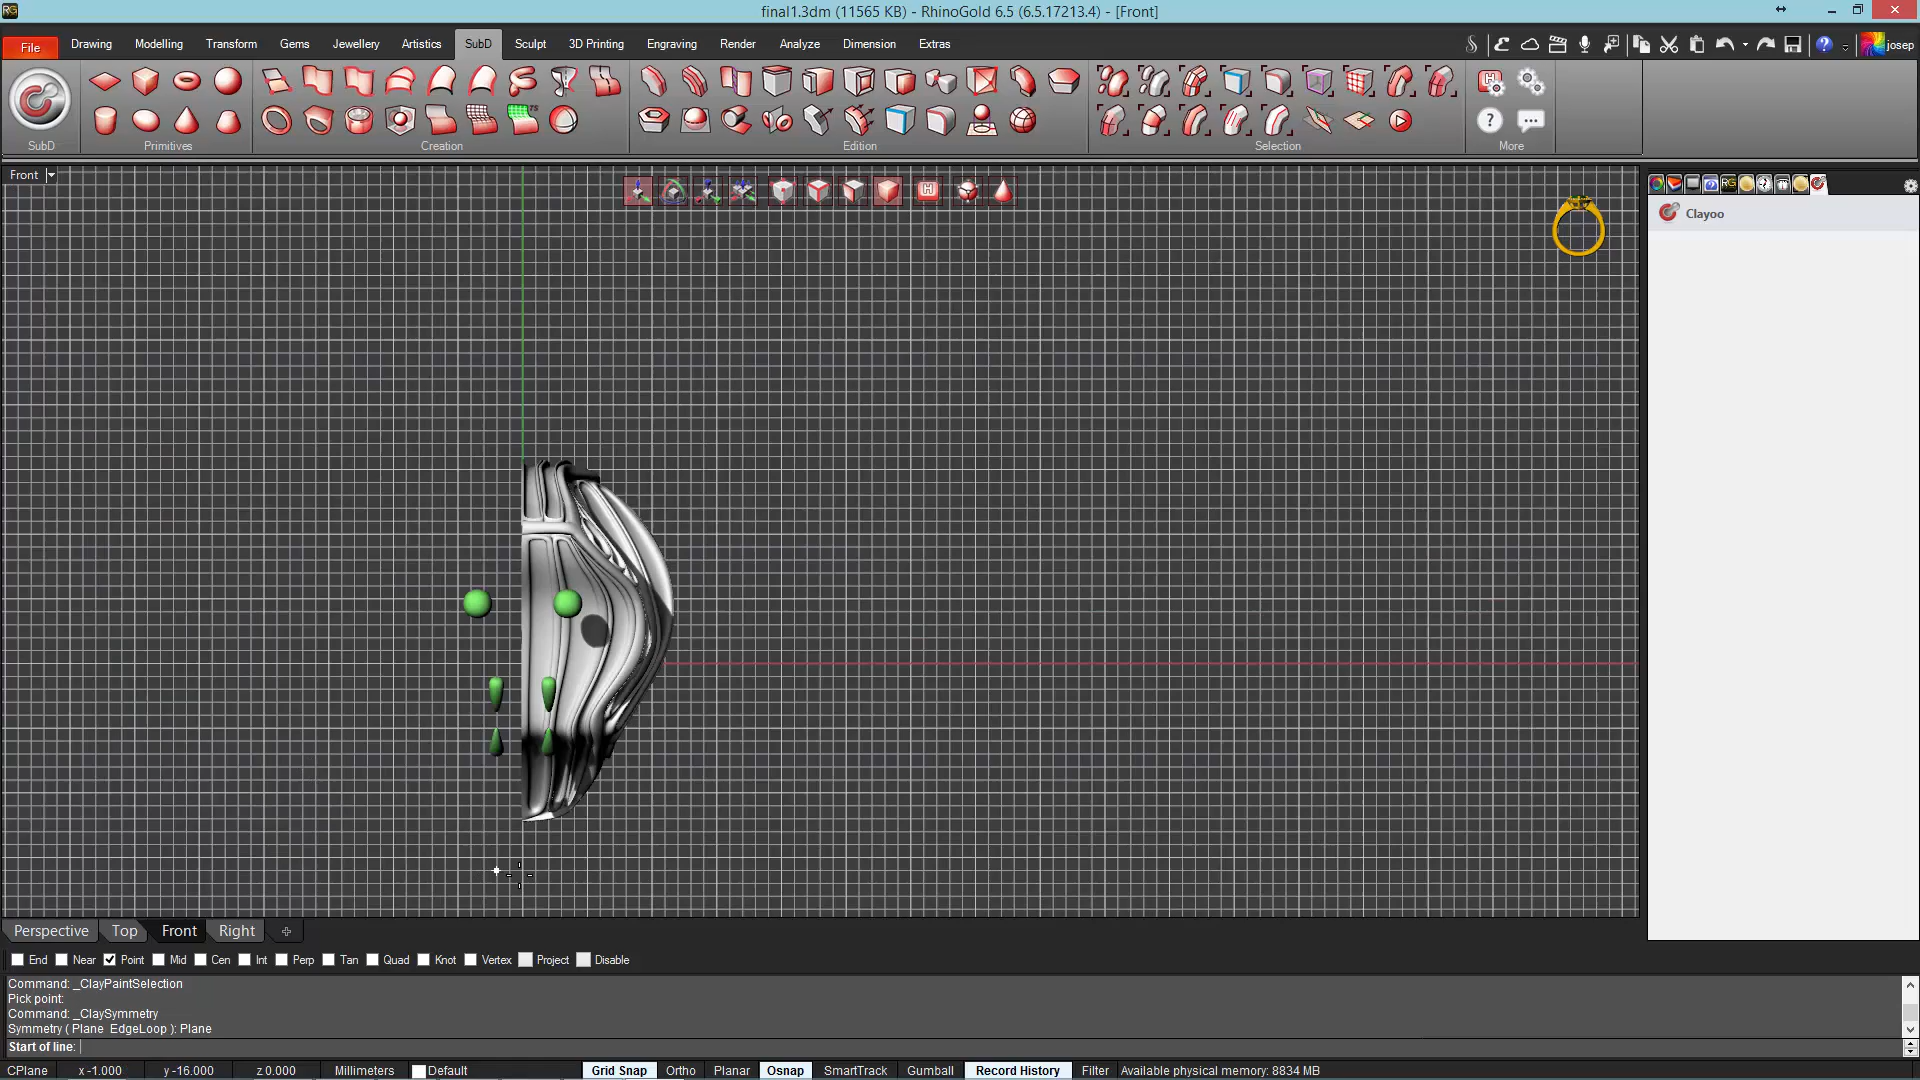 RG
final1.3dm (11565 KB) - RhinoGold 6.5 (6.5.17213.4) - [Front]
File
Drawing
Modelling
Transform
Gems
Jewellery
Artistics
SubD
Sculpt
3D Printing
Engraving
Render
Analyze
Dimension
Extras
josep
SubD
Primitives
Creation
Edition
Selection
More
Front
H
Clayoo
Perspective
Top
Front
Right
End
Near
Point
Mid
Cen
Int
Perp
Tan
Quad
Knot
Vertex
Project
Disable
Command: _ClayPaintSelection
Pick point:
Command: _ClaySymmetry
Symmetry ( Plane EdgeLoop ): Plane
Start of line:
CPlane
x -1.000
y -16.000
z 0.000
Millimeters
Default
Grid Snap
Ortho
Planar
Osnap
SmartTrack
Gumball
Record History
Filter
Available physical memory: 8834 MB